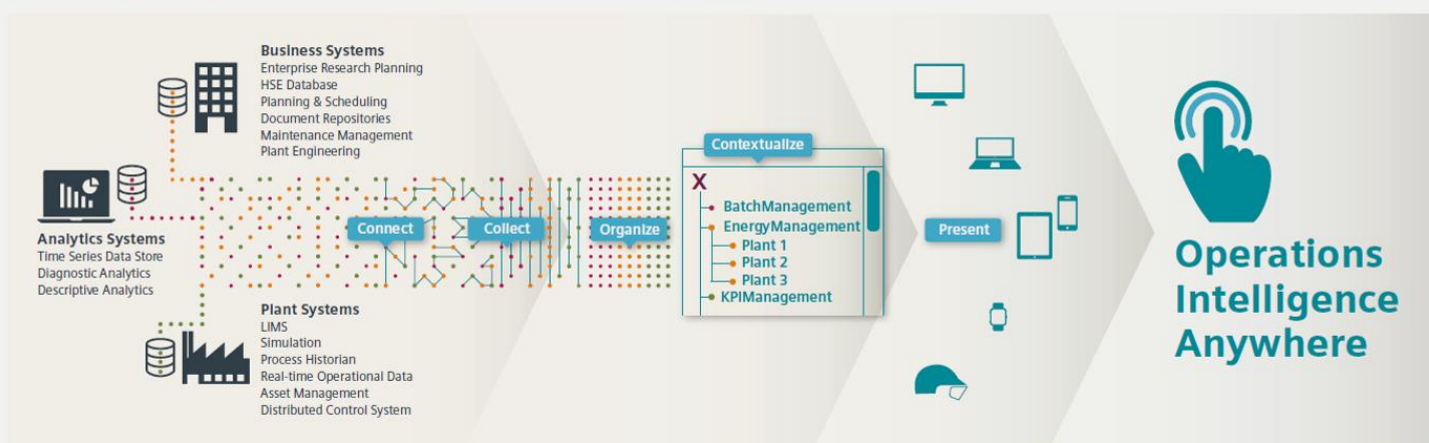 Business Systems
Enterprise Research Planning
HSE Database
Planning & Scheduling
Document Repositories
Maintenance Management
Plant Engineering
Analytics Systems
Time Series Data Store
Diagnostic Analytics
Descriptive Analytics
Plant Systems
LIMS
Simulation
Process Historian
Real-time Operational Data
Asset Management
Distributed Control System
Connect
Collect
Organize
Contextualize
X
BatchManagement
EnergyManagement
Plant 1
Plant 2
Plant 3
KPIManagement
Present
Operations
Intelligence
Anywhere